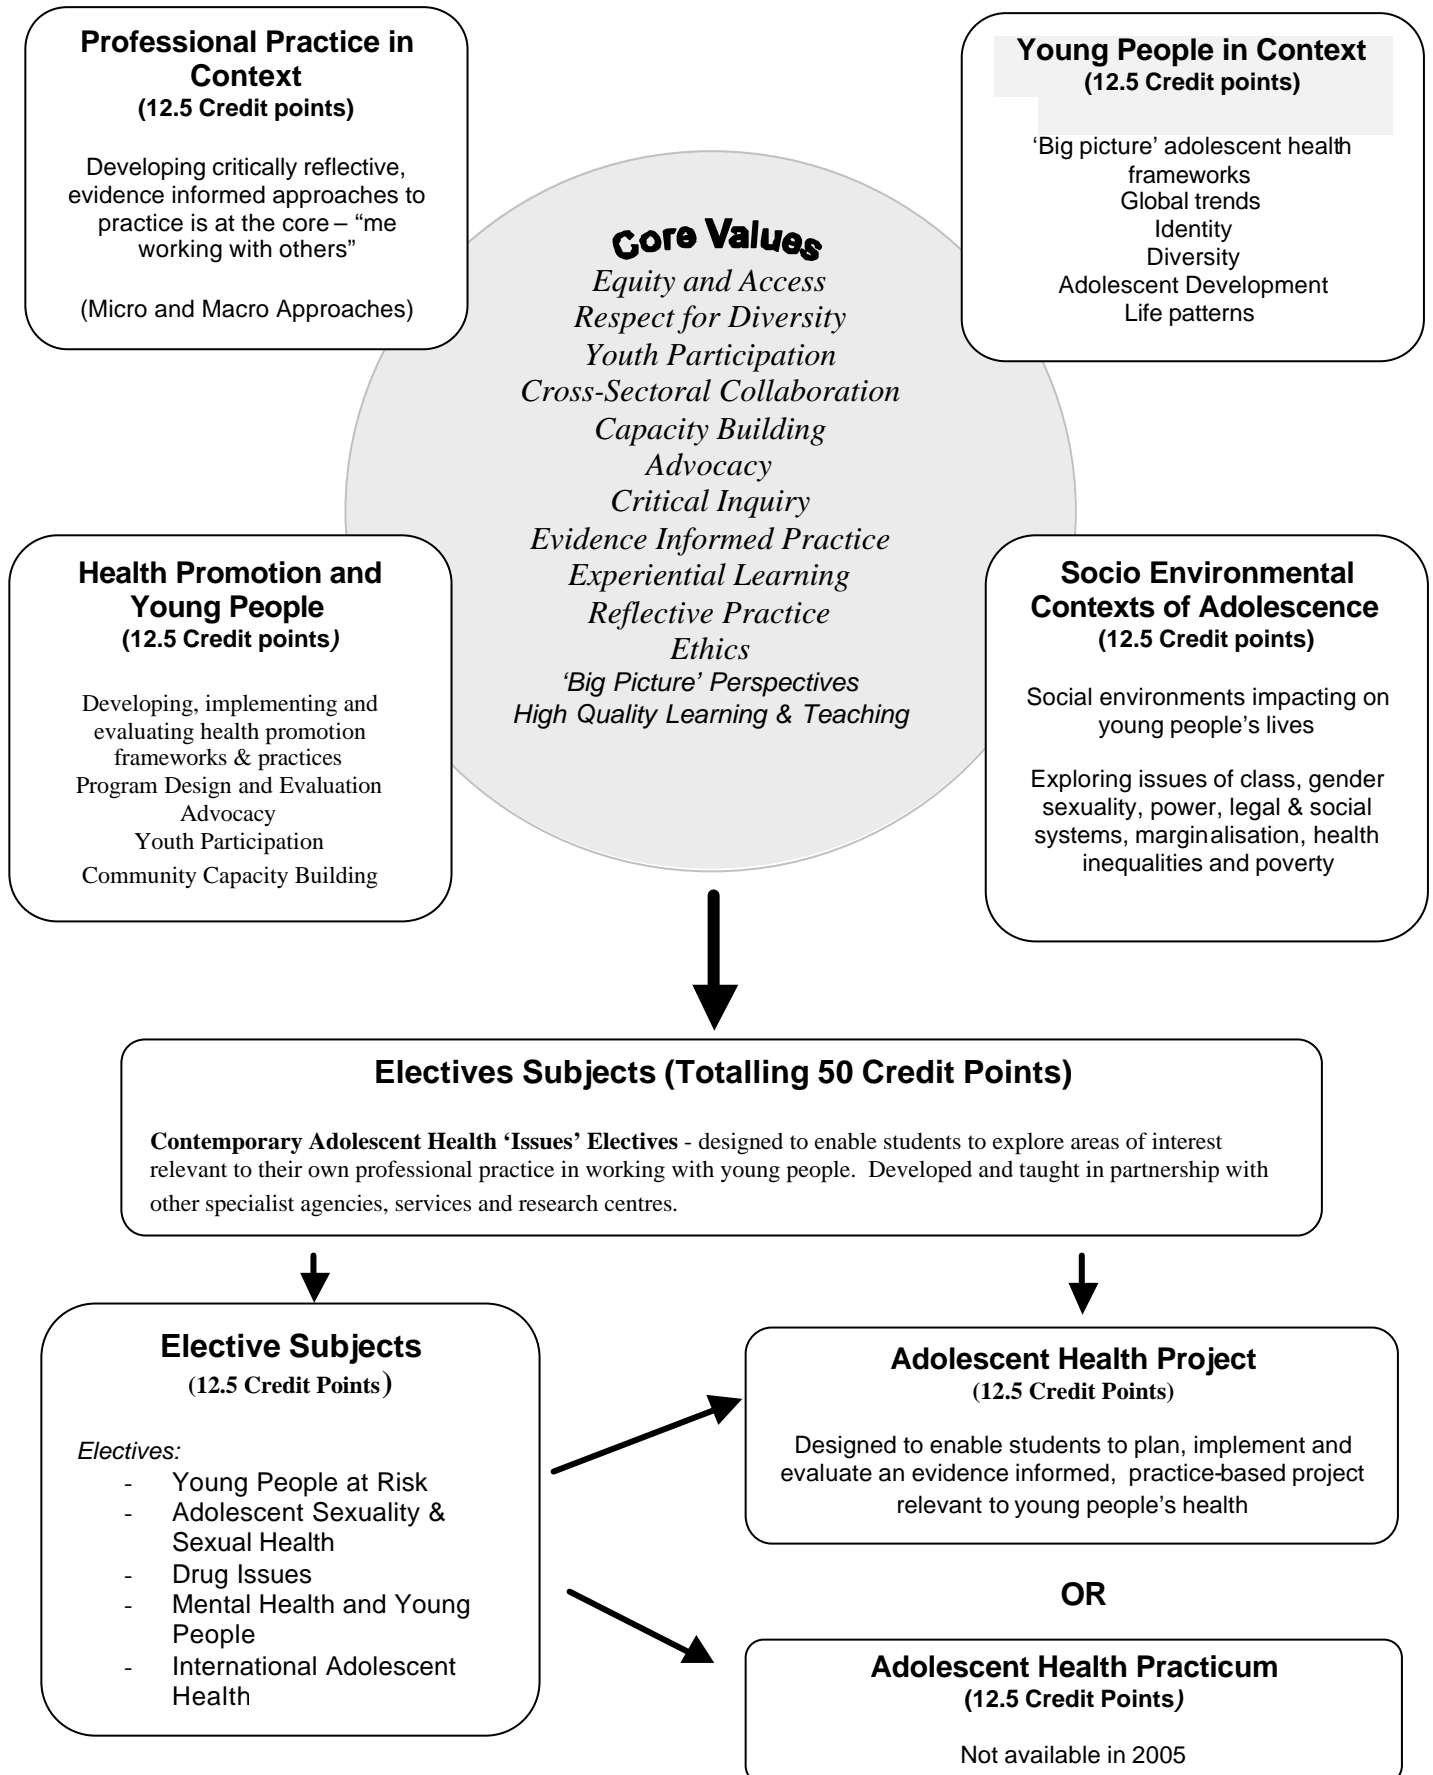 Professional Practice in
Context
(12.5 Credit points)
Developing critically reflective,
evidence informed approaches to
practice is at the core – “me
working with others”
(Micro and Macro Approaches)
Young People in Context
(12.5 Credit points)
‘Big picture’ adolescent health
frameworks
Global trends
Identity
Diversity
Adolescent Development
Life patterns
Core Values
Equity and Access
Respect for Diversity
Youth Participation
Cross-Sectoral Collaboration
Capacity Building
Advocacy
Critical Inquiry
Evidence Informed Practice
Experiential Learning
Reflective Practice
Ethics
‘Big Picture’ Perspectives
High Quality Learning & Teaching
Health Promotion and
Young People
(12.5 Credit points)
Developing, implementing and
evaluating health promotion
frameworks & practices
Program Design and Evaluation
Advocacy
Youth Participation
Community Capacity Building
Socio Environmental
Contexts of Adolescence
(12.5 Credit points)
Social environments impacting on
young people’s lives
Exploring issues of class, gender
sexuality, power, legal & social
systems, marginalisation, health
inequalities and poverty
Electives Subjects (Totalling 50 Credit Points)
Contemporary Adolescent Health ‘Issues’ Electives - designed to enable students to explore areas of interest
relevant to their own professional practice in working with young people. Developed and taught in partnership with
other specialist agencies, services and research centres.
Elective Subjects
(12.5 Credit Points)
Electives:
- Young People at Risk
- Adolescent Sexuality &
Sexual Health
- Drug Issues
- Mental Health and Young
People
- International Adolescent
Health
Adolescent Health Project
(12.5 Credit Points)
Designed to enable students to plan, implement and
evaluate an evidence informed, practice-based project
relevant to young people’s health
OR
Adolescent Health Practicum
(12.5 Credit Points)
Not available in 2005